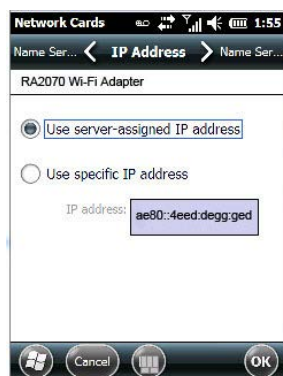 Network Cards 1:55
Name Ser... IP Address Name Ser...
RA2070 Wi-Fi Adapter
Use server-assigned IP address
Use specific IP address
IP address: ae80::4eed:degg:ged
Cancel OK